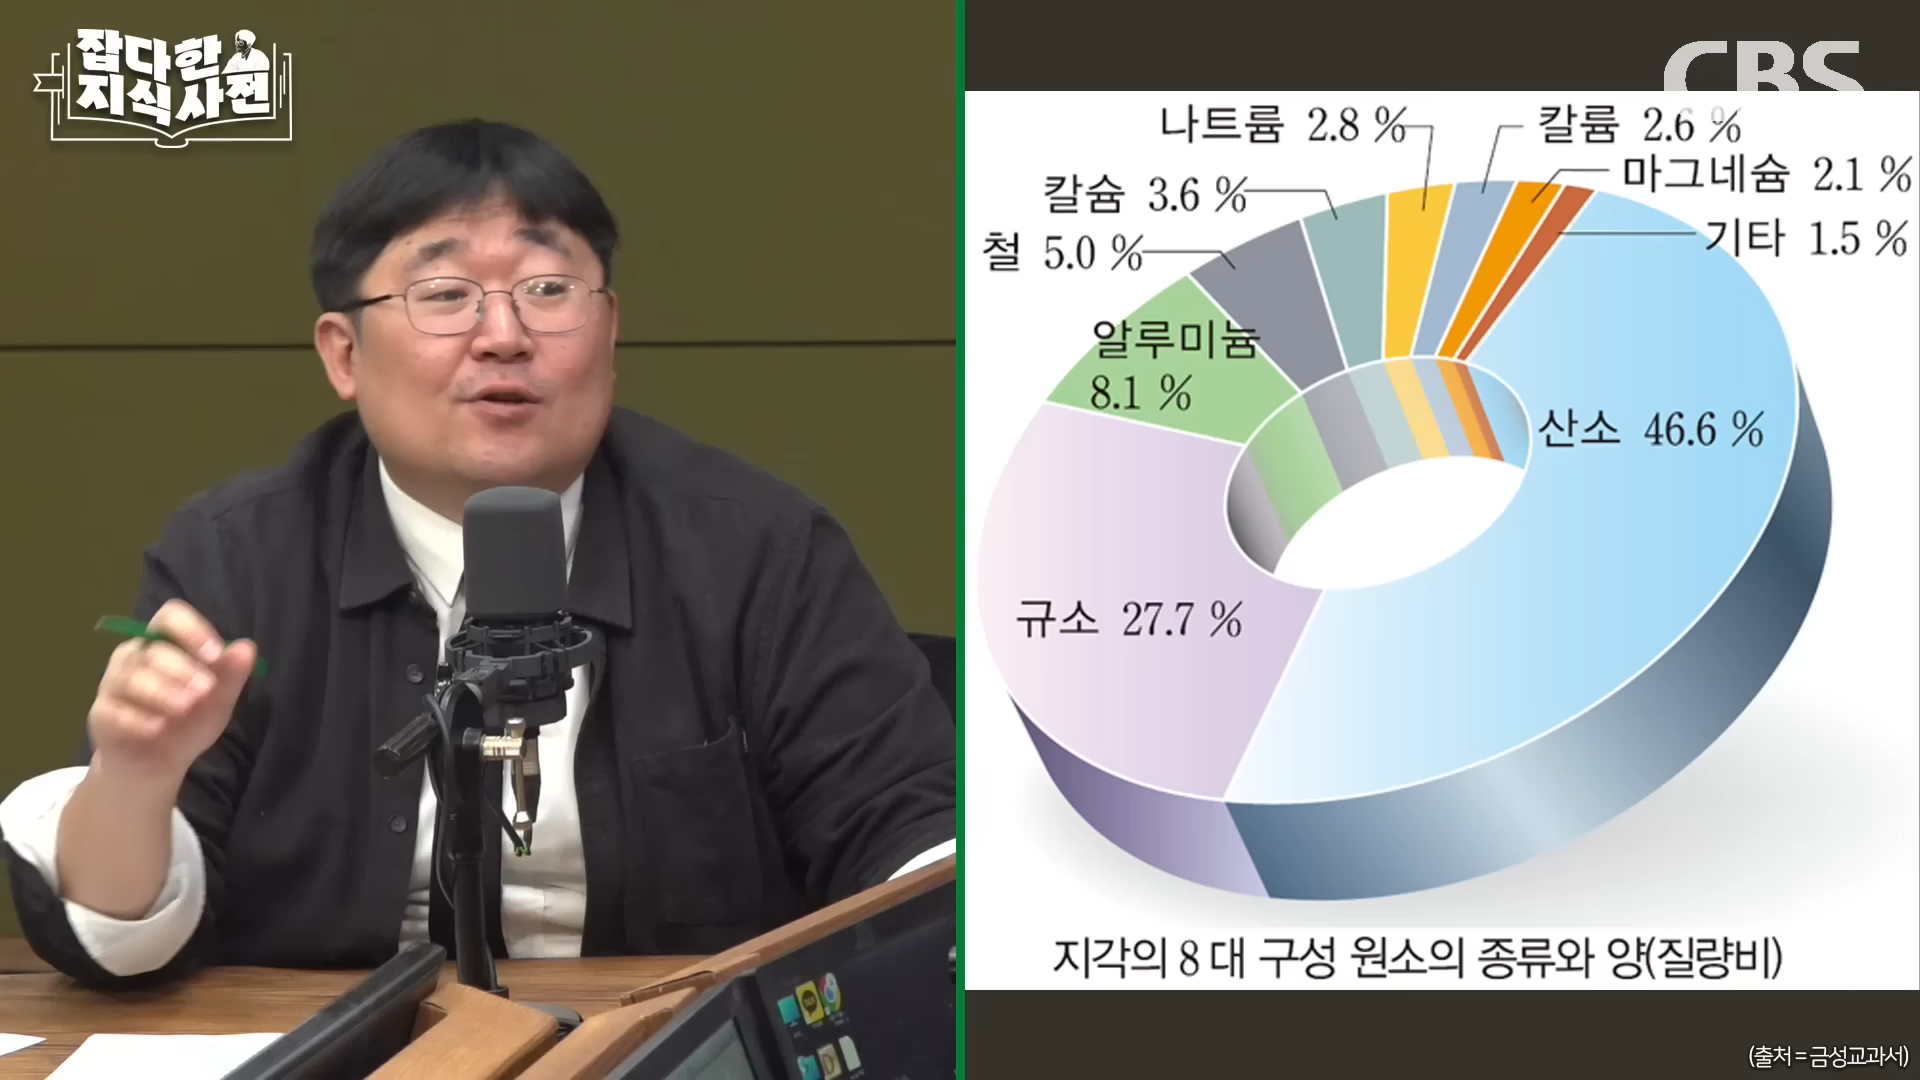 잡다한
지식사전
CBS
나트륨 2.8 %
칼륨 2.6 %
마그네슘 2.1 %
칼슘 3.6 %
기타 1.5 %
철 5.0 %
알루미늄
8.1 %
산소 46.6 %
규소 27.7 %
지각의 8대 구성 원소의 종류와 양(질량비)
(출처 = 금성교과서)